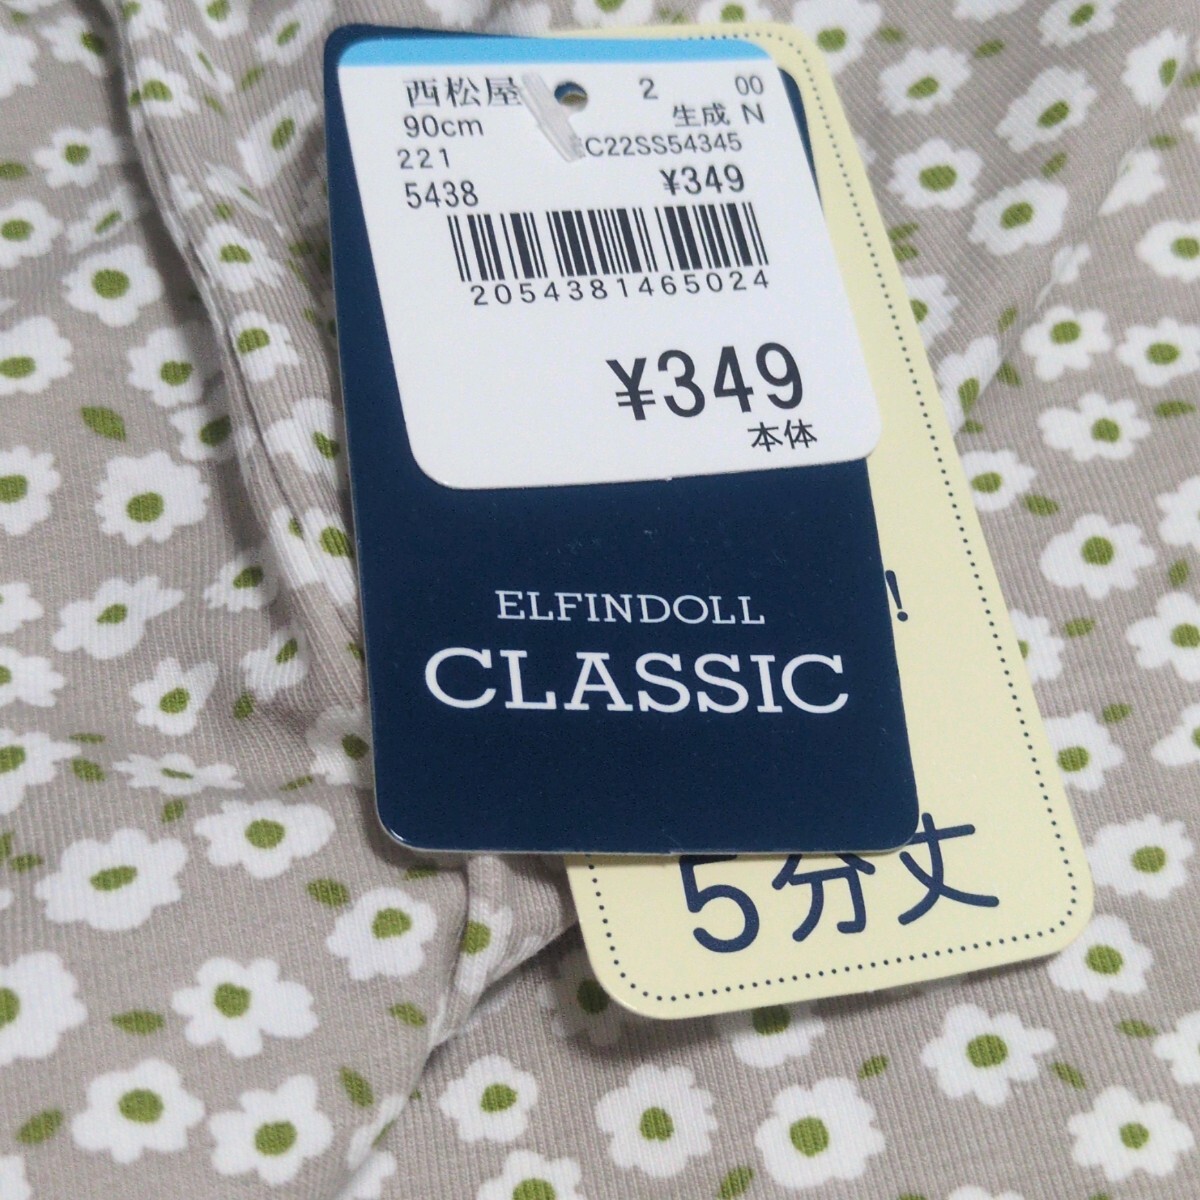 西松屋 2 00
90cm 生成 N
221 C22SS54345
5438 ¥349
2054381465024
¥349
本体
ELFINDOLL
CLASSIC
!
5分丈